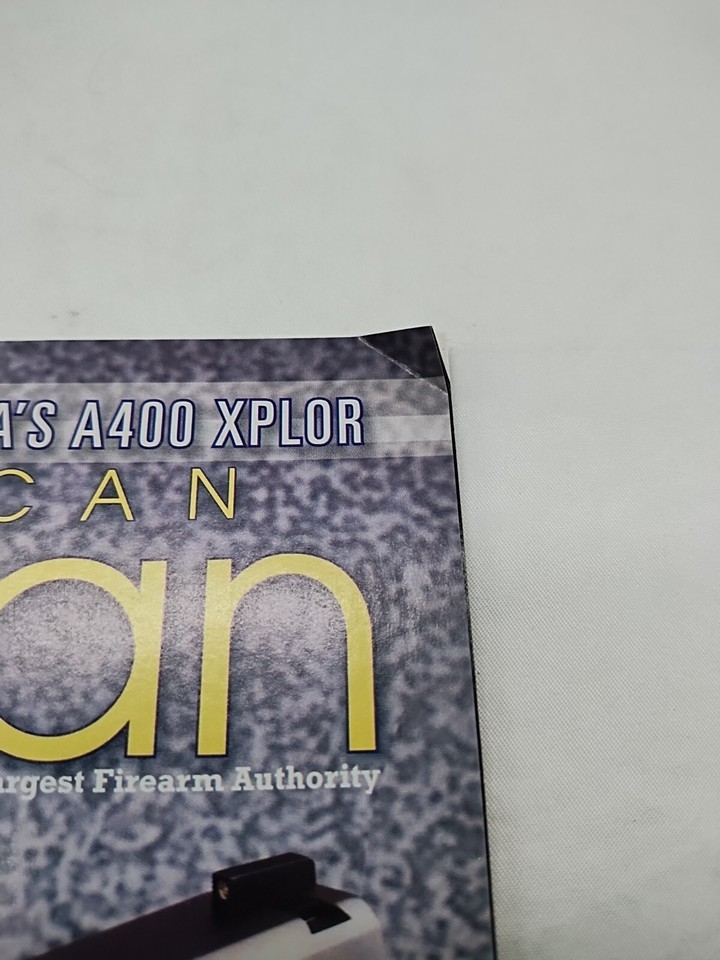 A'S A400 XPLOR
CAN
an
argest Firearm Authority